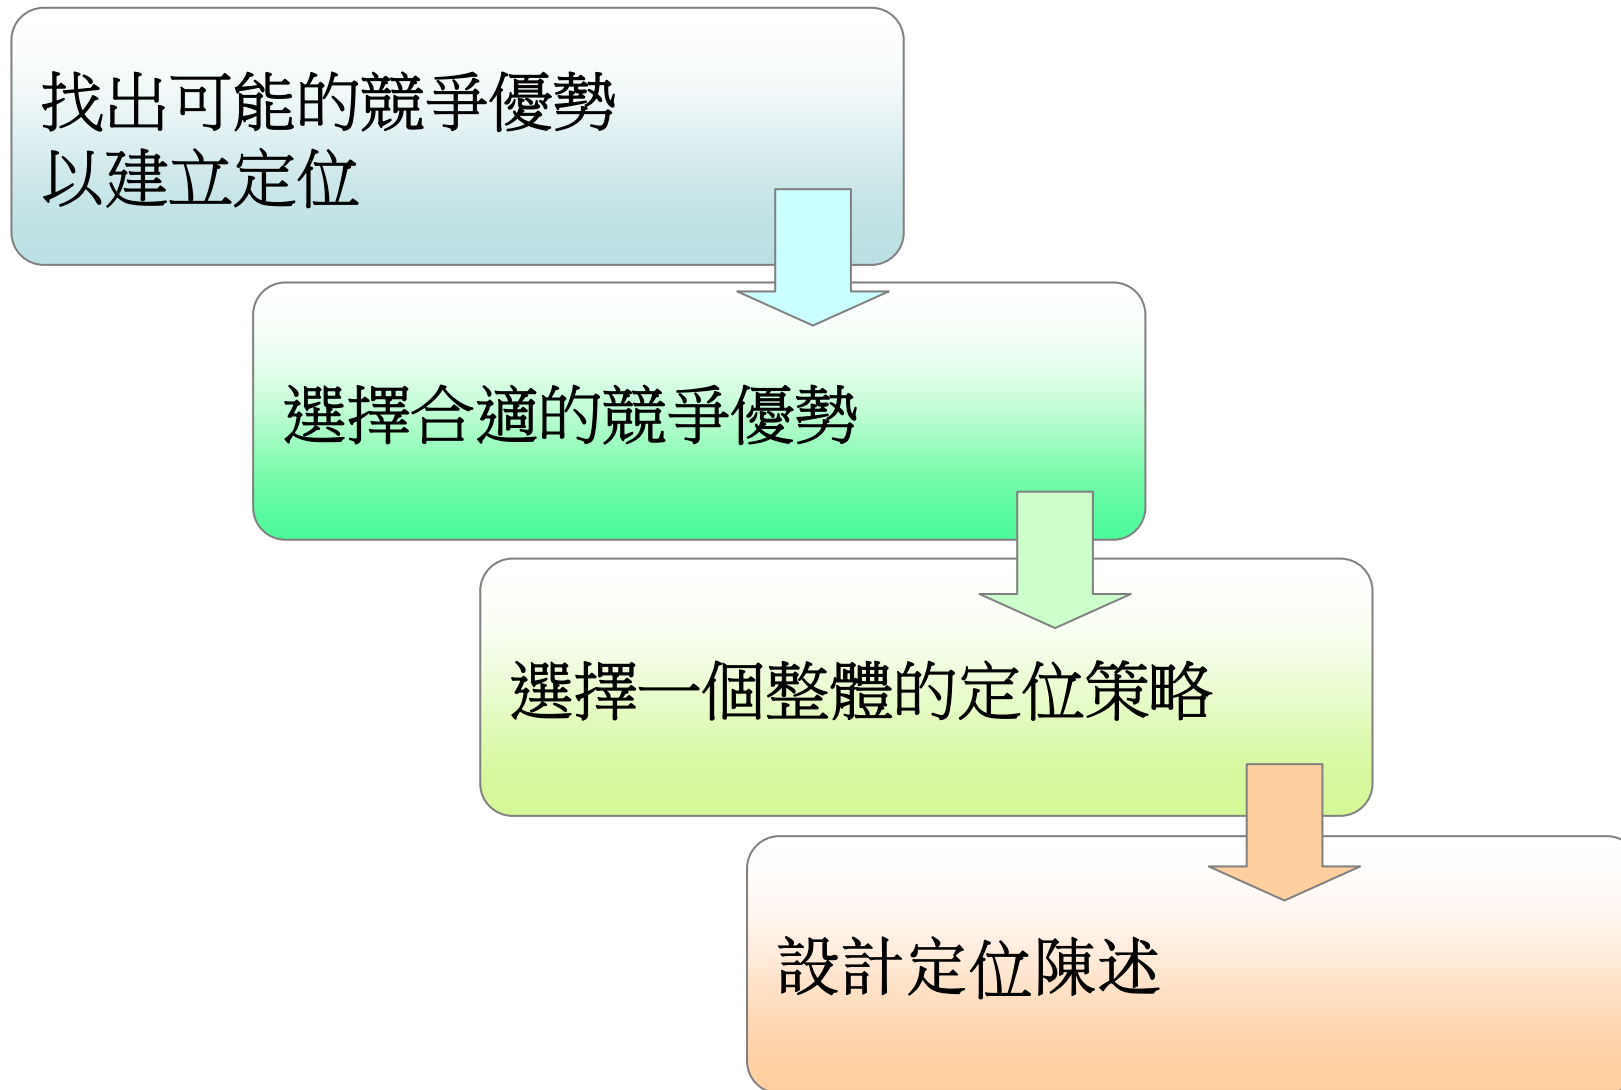 找出可能的競爭優勢
以建立定位
選擇合適的競爭優勢
選擇一個整體的定位策略
設計定位陳述